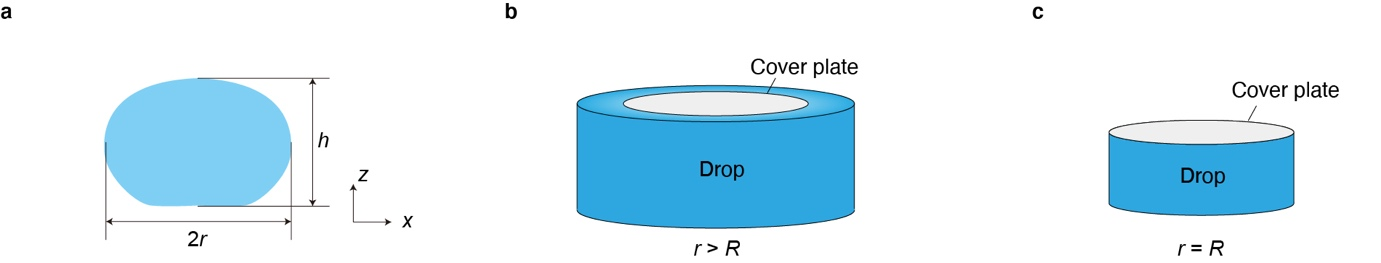 a
h
z
x
2r
b
Cover plate
Drop
r > R
c
Cover plate
Drop
r = R